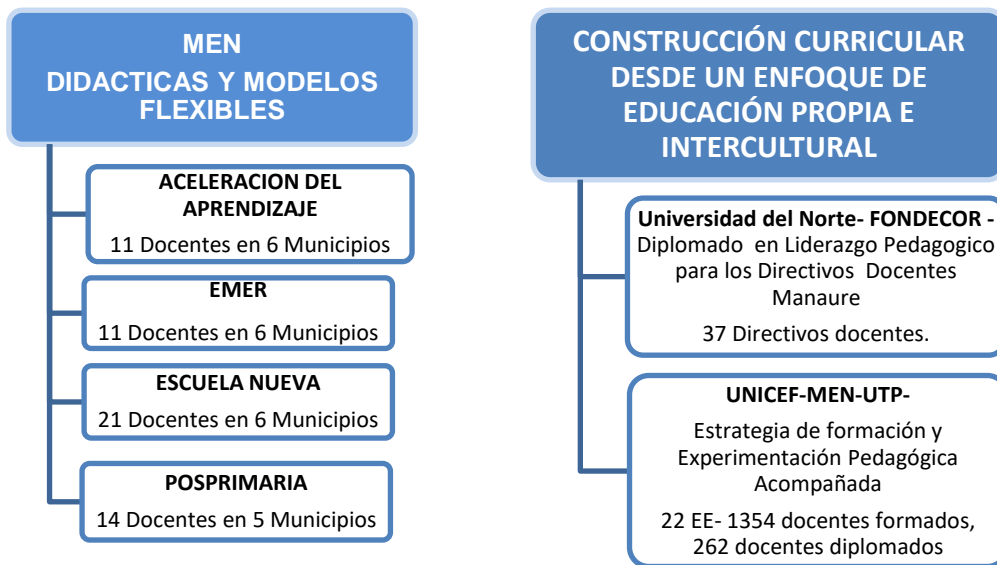 MEN
DIDACTICAS Y MODELOS
FLEXIBLES
ACELERACION DEL
APRENDIZAJE
11 Docentes en 6 Municipios
EMER
11 Docentes en 6 Municipios
ESCUELA NUEVA
21 Docentes en 6 Municipios
POSPRIMARIA
14 Docentes en 5 Municipios
CONSTRUCCIÓN CURRICULAR
DESDE UN ENFOQUE DE
EDUCACIÓN PROPIA E
INTERCULTURAL
Universidad del Norte- FONDECOR -
Diplomado en Liderazgo Pedagogico
para los Directivos Docentes
Manaure
37 Directivos docentes.
UNICEF-MEN-UTP-
Estrategia de formación y
Experimentación Pedagógica
Acompañada
22 EE- 1354 docentes formados,
262 docentes diplomados